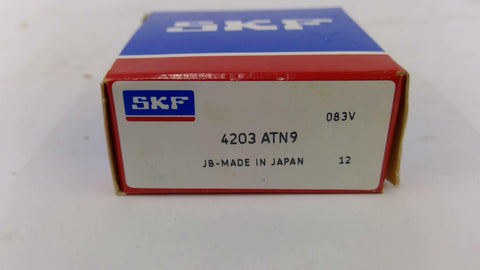 SKF
SKF
083V
4203 ATN9
JB-MADE IN JAPAN 12